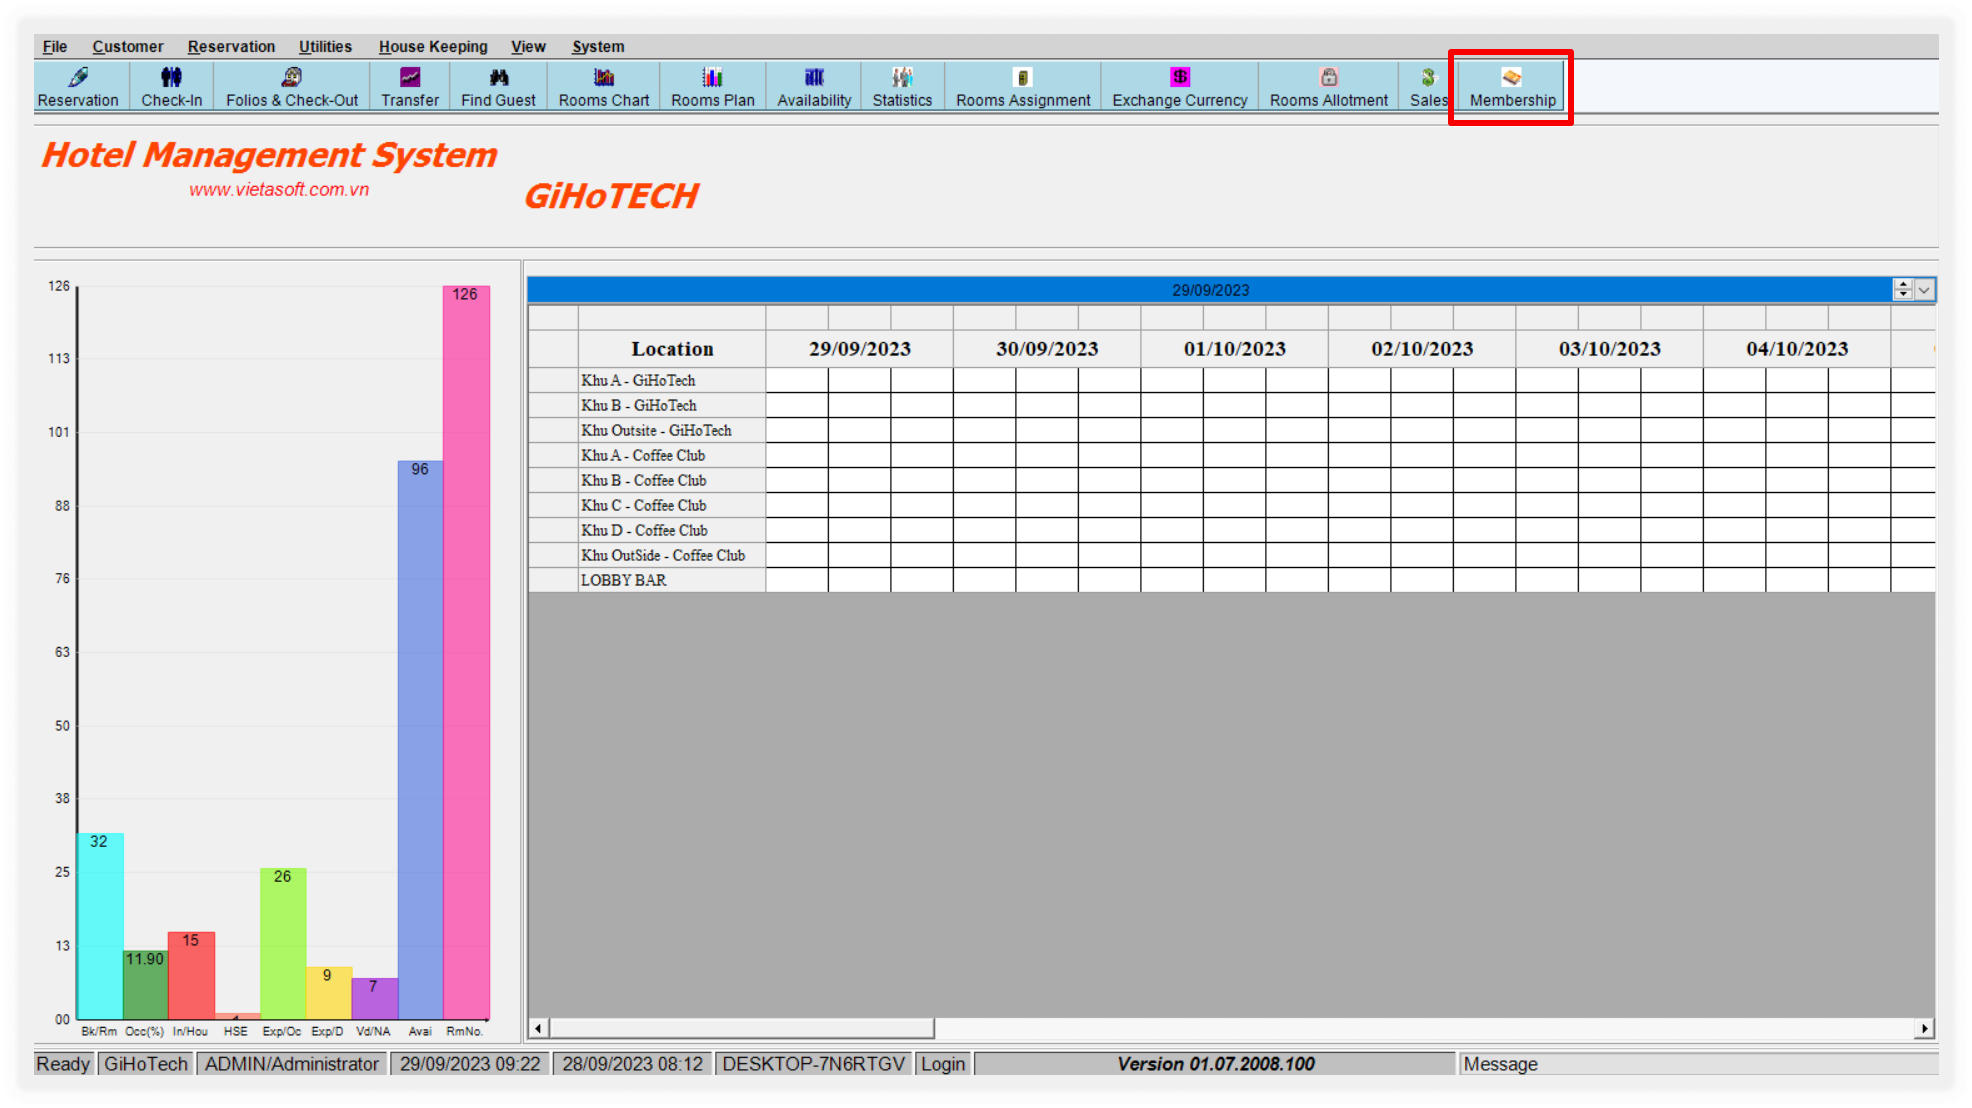 File Customer Reservation Utilities House Keeping View System
Reservation Check-In Folios & Check-Out Transfer Find Guest Rooms Chart Rooms Plan Availability Statistics Rooms Assignment Exchange Currency Rooms Allotment Sales Membership
Hotel Management System
www.vietasoft.com.vn
GiHoTECH
29/09/2023
Location 29/09/2023 30/09/2023 01/10/2023 02/10/2023 03/10/2023 04/10/2023
Khu A - GiHoTech
Khu B - GiHoTech
Khu Outsite - GiHoTech
Khu A - Coffee Club
Khu B - Coffee Club
Khu C - Coffee Club
Khu D - Coffee Club
Khu OutSide - Coffee Club
LOBBY BAR
126
113
101
88
76
63
50
38
25
13
00
32
11.90
15
26
9
7
96
126
Bk/Rm Occ(%) In/Hou HSE Exp/Oc Exp/D Vd/NA Avai RmNo.
Ready GiHoTech ADMIN/Administrator 29/09/2023 09:22 28/09/2023 08:12 DESKTOP-7N6RTGV Login Version 01.07.2008.100 Message